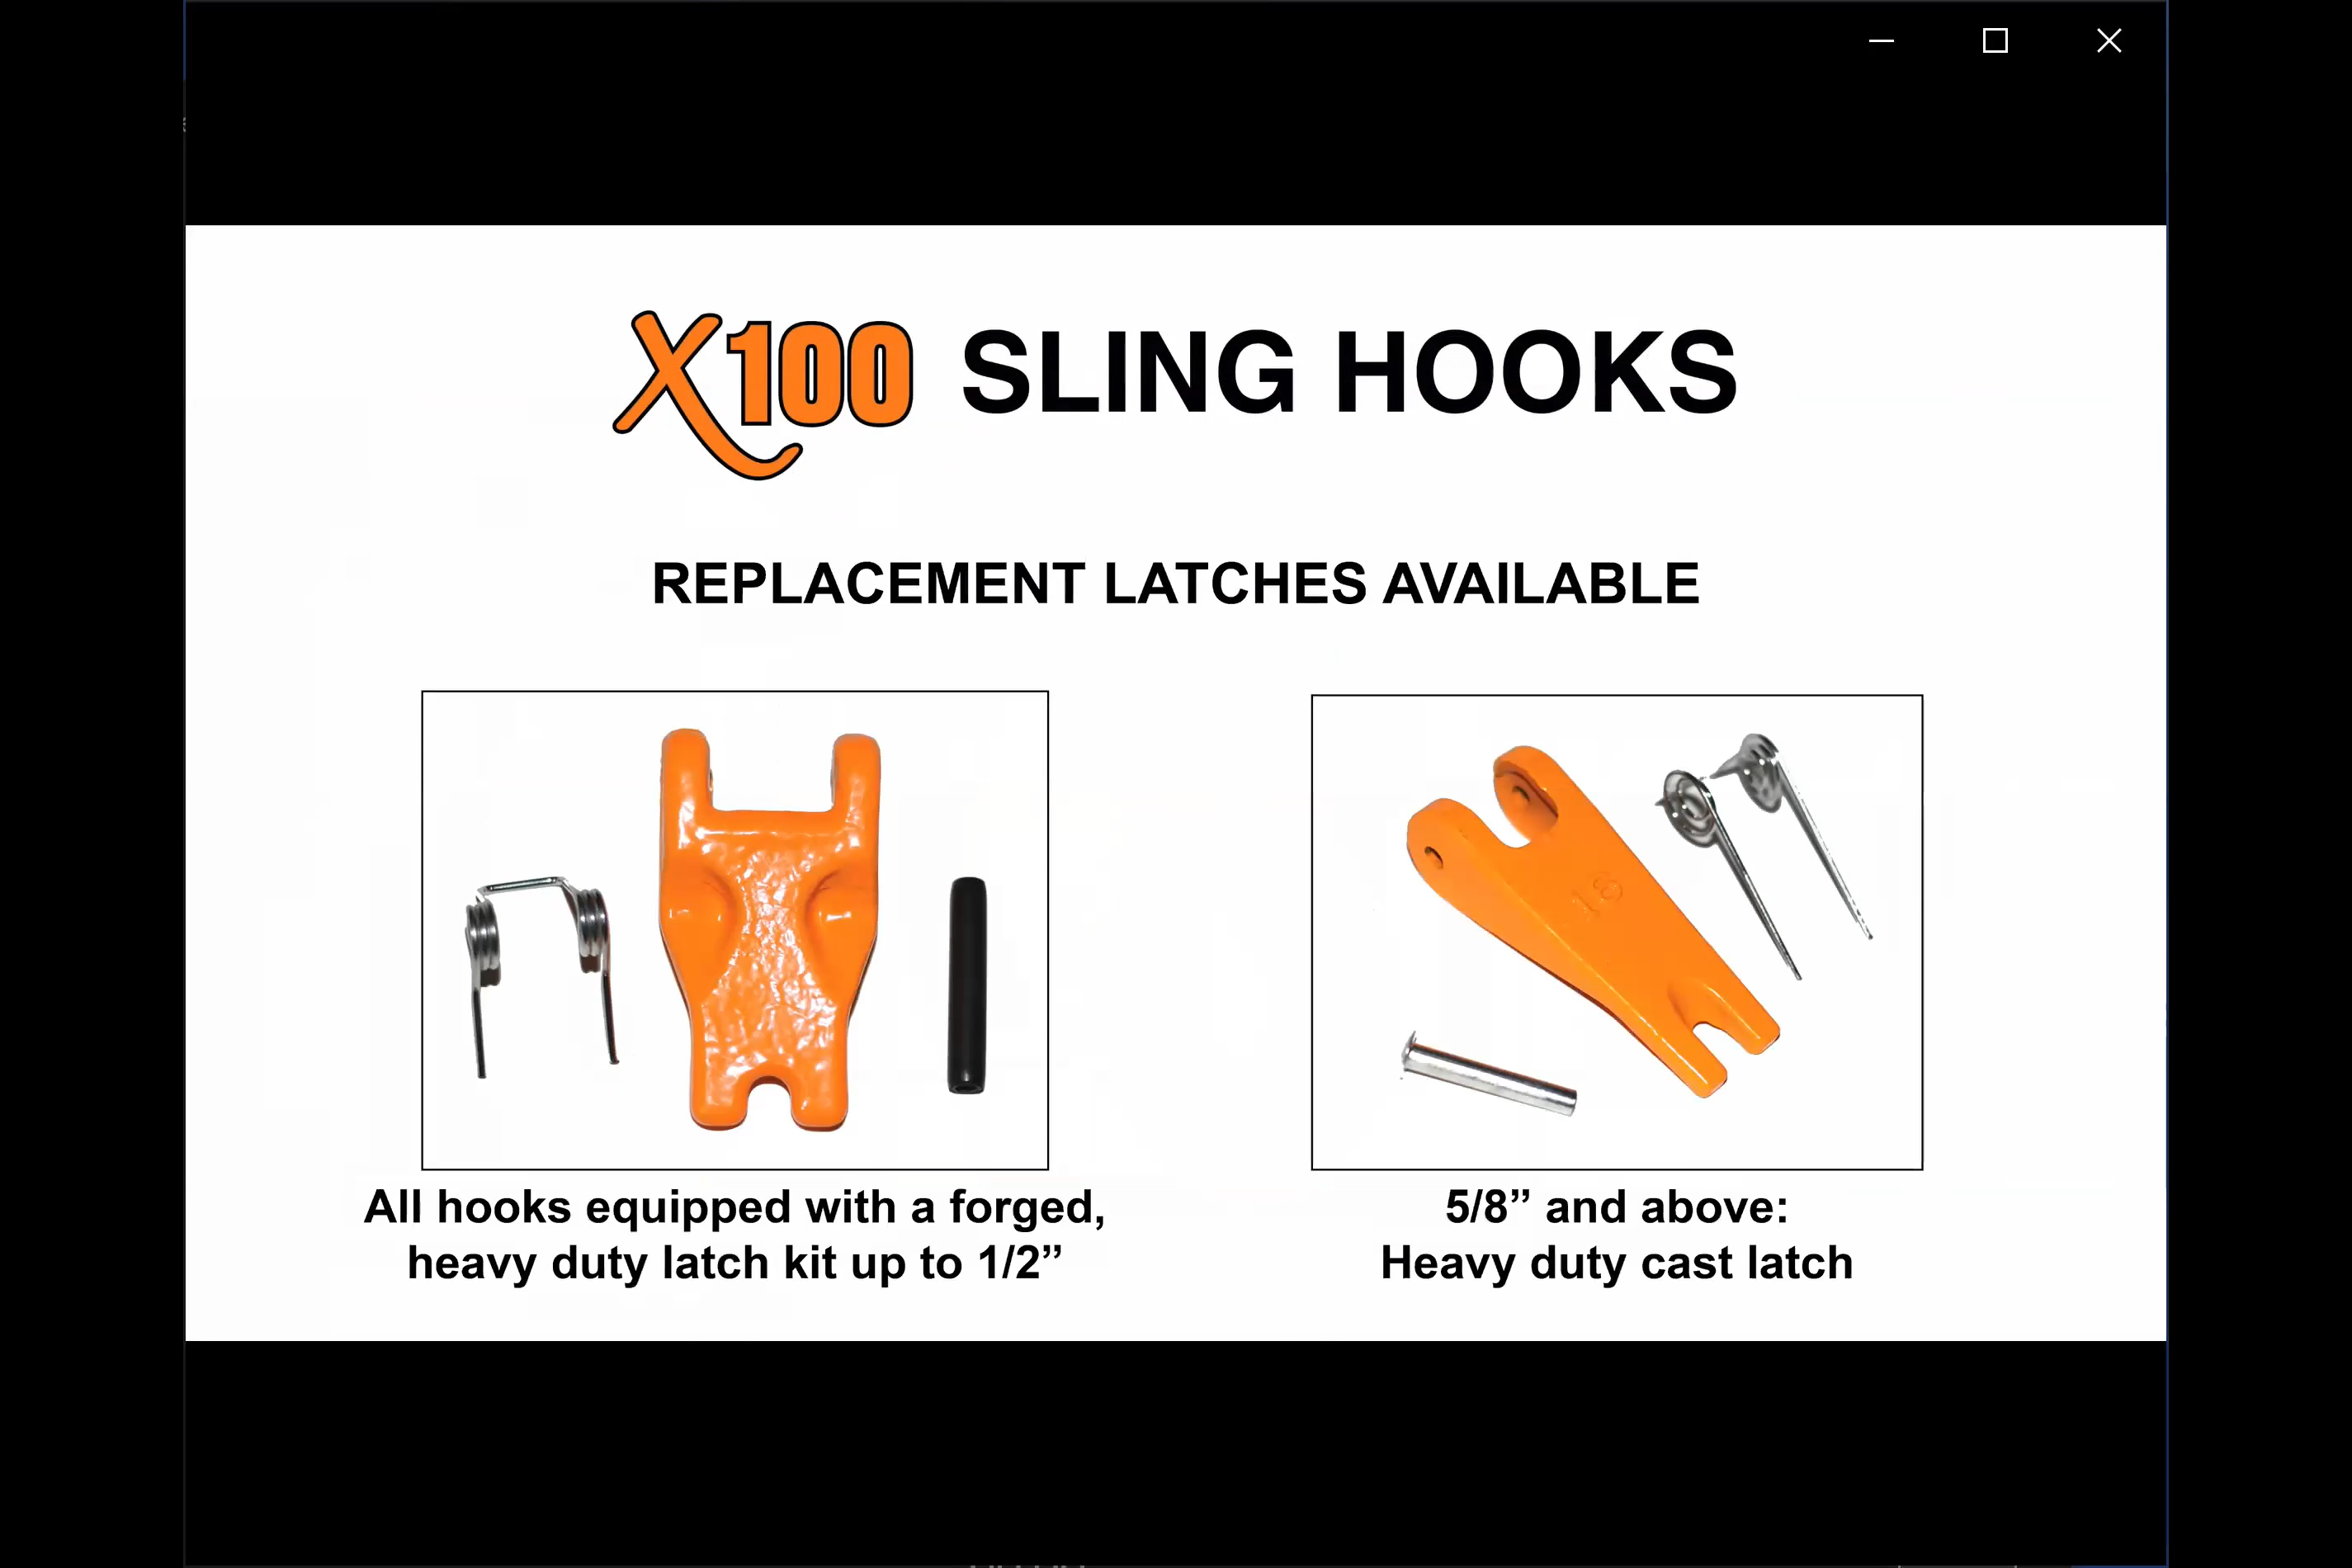 X100 SLING HOOKS
REPLACEMENT LATCHES AVAILABLE
All hooks equipped with a forged,
heavy duty latch kit up to 1/2”
5/8” and above:
Heavy duty cast latch